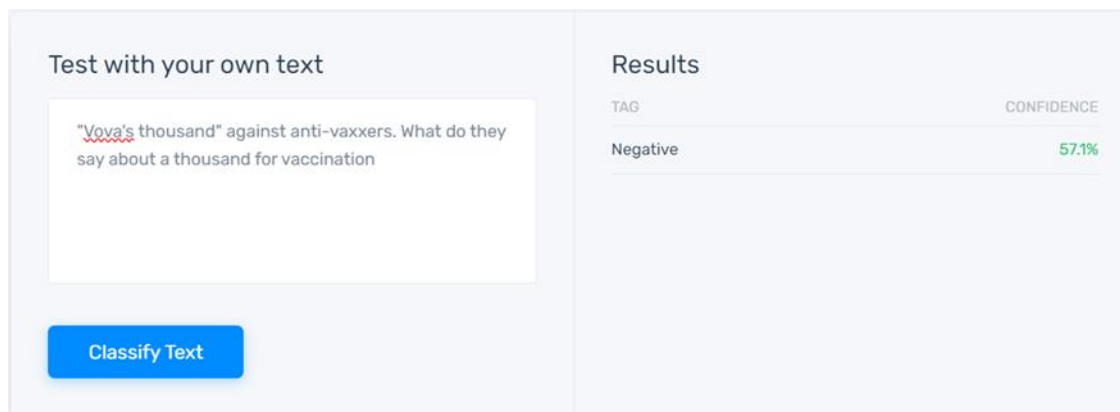 Test with your own text
"Vova's thousand" against anti-vaxxers. What do they
say about a thousand for vaccination
Classify Text
Results
TAG CONFIDENCE
Negative 57.1%